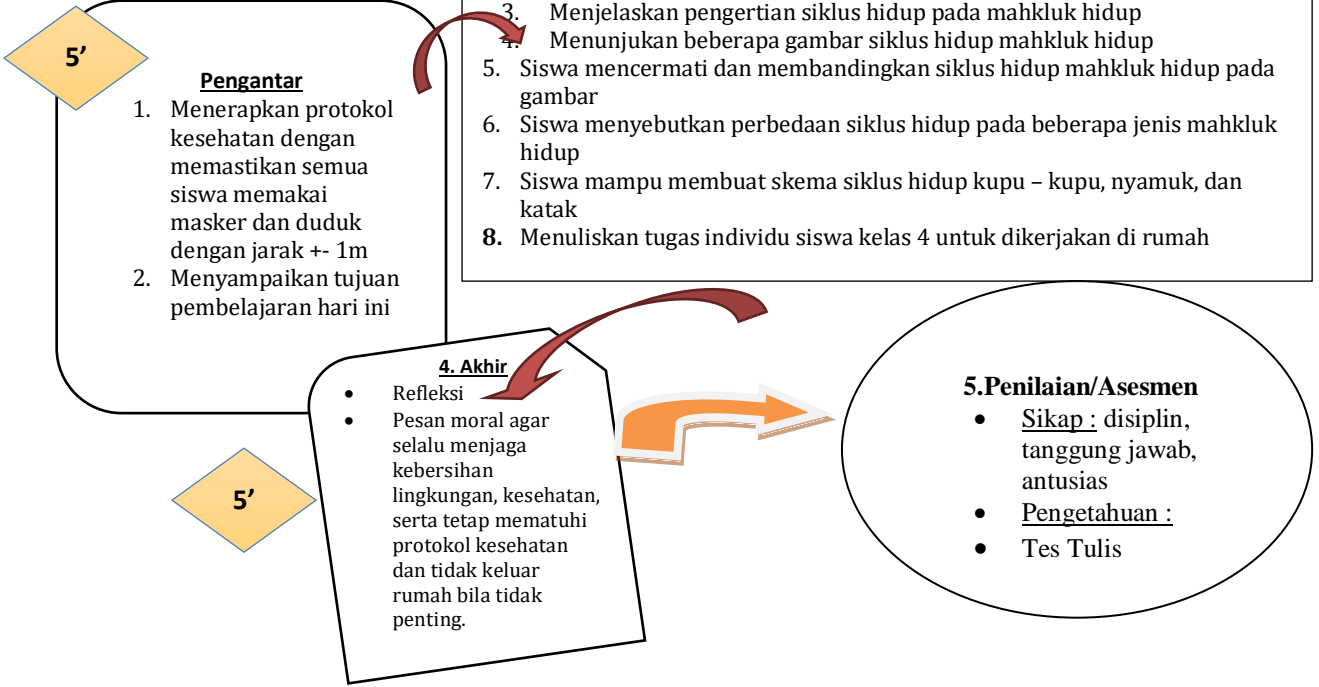 5’
Pengantar
1. Menerapkan protokol
kesehatan dengan
memastikan semua
siswa memakai
masker dan duduk
dengan jarak +- 1m
2. Menyampaikan tujuan
pembelajaran hari ini
3. Menjelaskan pengertian siklus hidup pada mahkluk hidup
4. Menunjukan beberapa gambar siklus hidup mahkluk hidup
5. Siswa mencermati dan membandingkan siklus hidup mahkluk hidup pada
gambar
6. Siswa menyebutkan perbedaan siklus hidup pada beberapa jenis mahkluk
hidup
7. Siswa mampu membuat skema siklus hidup kupu – kupu, nyamuk, dan
katak
8. Menuliskan tugas individu siswa kelas 4 untuk dikerjakan di rumah
4. Akhir
• Refleksi
• Pesan moral agar
selalu menjaga
kebersihan
lingkungan, kesehatan,
serta tetap mematuhi
protokol kesehatan
dan tidak keluar
rumah bila tidak
penting.
5’
5.Penilaian/Asesmen
• Sikap : disiplin,
tanggung jawab,
antusias
• Pengetahuan :
• Tes Tulis